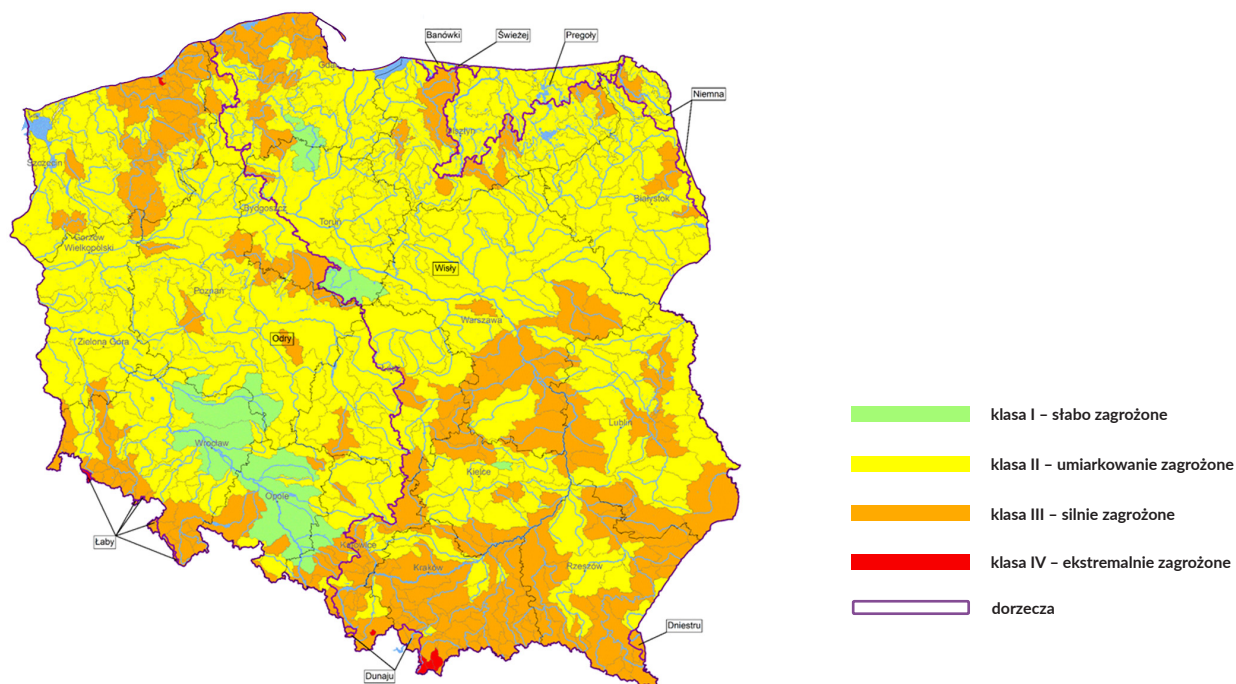 Banówki
Świeżej
Pregoły
Gdańsk
Niemna
Olsztyn
Szczecin
Białystok
Bydgoszcz
Toruń
Gorzów
Wielkopolski
Wisły
Poznań
Warszawa
Odry
Zielona Góra
Łódź
Lublin
Wrocław
Kielce
Opole
Łaby
Katowice
Kraków
Rzeszów
Dniestru
Dunaju
klasa I – słabo zagrożone
klasa II – umiarkowanie zagrożone
klasa III – silnie zagrożone
klasa IV – ekstremalnie zagrożone
dorzecza